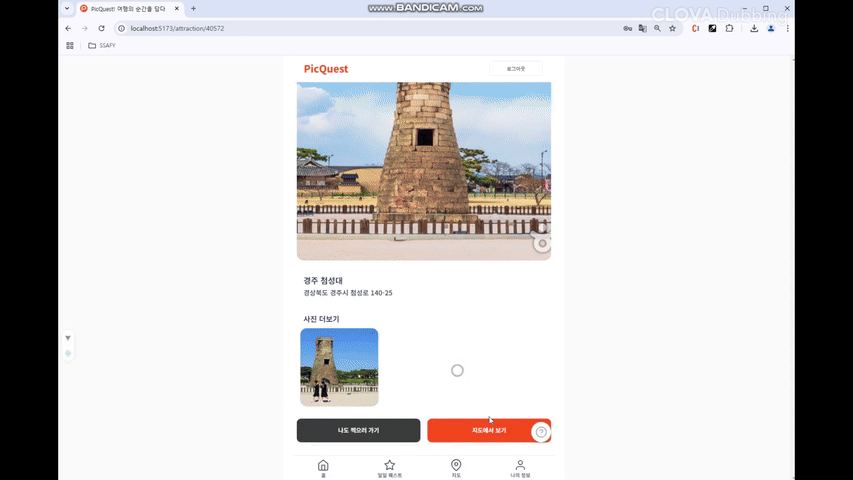 PicQuest! 여행의 순간을 담다
www.BANDICAM.com
CLOVA Dubbing
localhost:5173/attraction/40572
SSAFY
PicQuest
로그아웃
경주 첨성대
경상북도 경주시 첨성로 140-25
사진 더보기
나도 찍으러 가기
지도에서 보기
홈
일일 퀘스트
지도
나의 정보